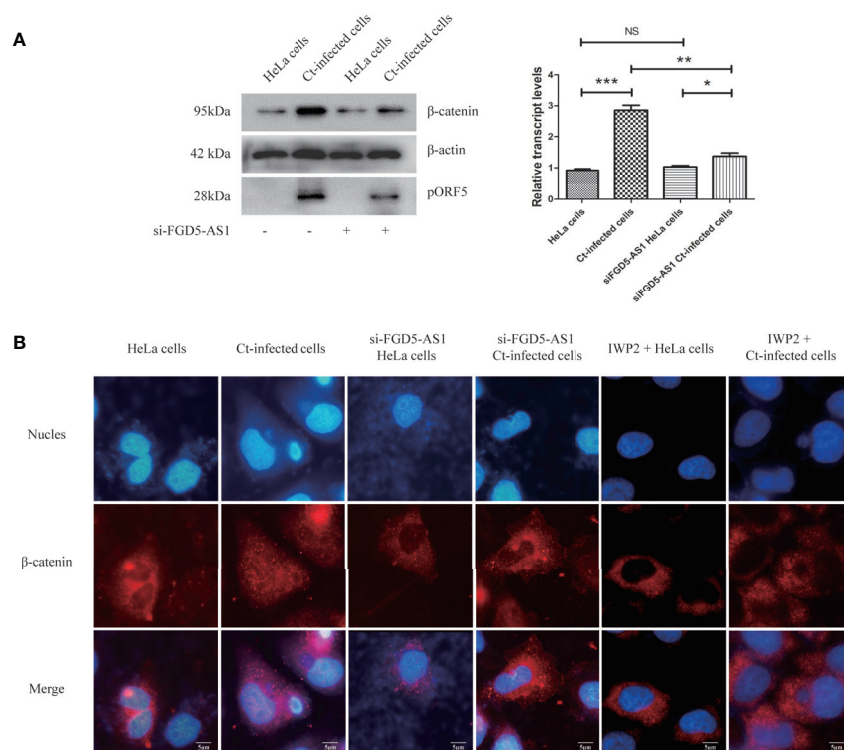 A
HeLa cells
Ct-infected cells
HeLa cells
Ct-infected cells
95kDa
β-catenin
42 kDa
β-actin
28kDa
pORF5
si-FGD5-AS1
-
-
+
+
NS
**
***
*
Relative transcript levels
4
3
2
1
0
HeLa cells
Ct-infected cells
siFGD5-AS1 HeLa cells
siFGD5-AS1 Ct-infected cells
B
HeLa cells
Ct-infected cells
si-FGD5-AS1
HeLa cells
si-FGD5-AS1
Ct-infected cells
IWP2 + HeLa cells
IWP2 +
Ct-infected cells
Nucles
β-catenin
Merge
5μm
5μm
5μm
5μm
5μm
5μm